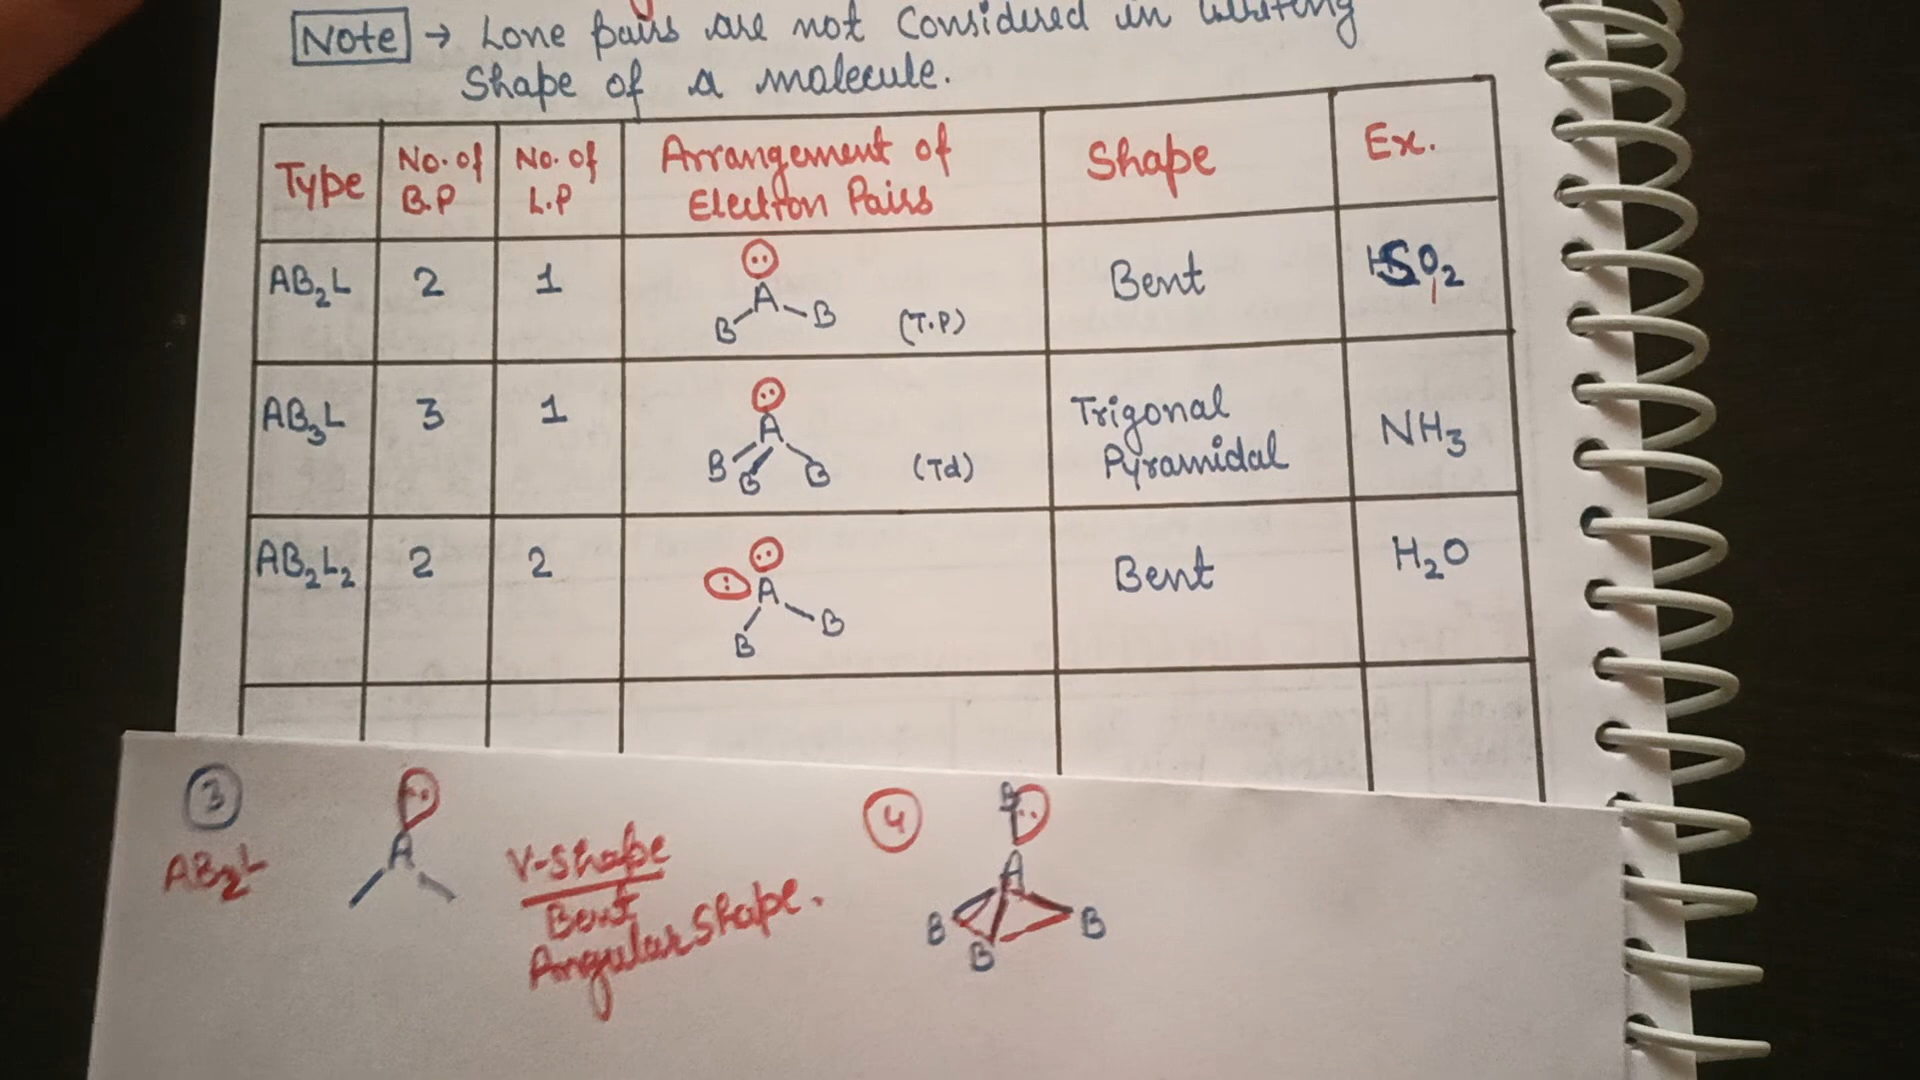 Note → Lone pairs are not Considered in writing
Shape of a molecule.
Type No. of B.P No. of L.P Arrangement of Electron Pairs Shape Ex.
AB₂L 2 1 A B B (T.P) Bent SO₂
AB₃L 3 1 A B B B (Td) Trigonal Pyramidal NH₃
AB₂L₂ 2 2 A B B Bent H₂O
3
AB₂L
A
V-Shape
Bent
Angular Shape.
4
A
B B B